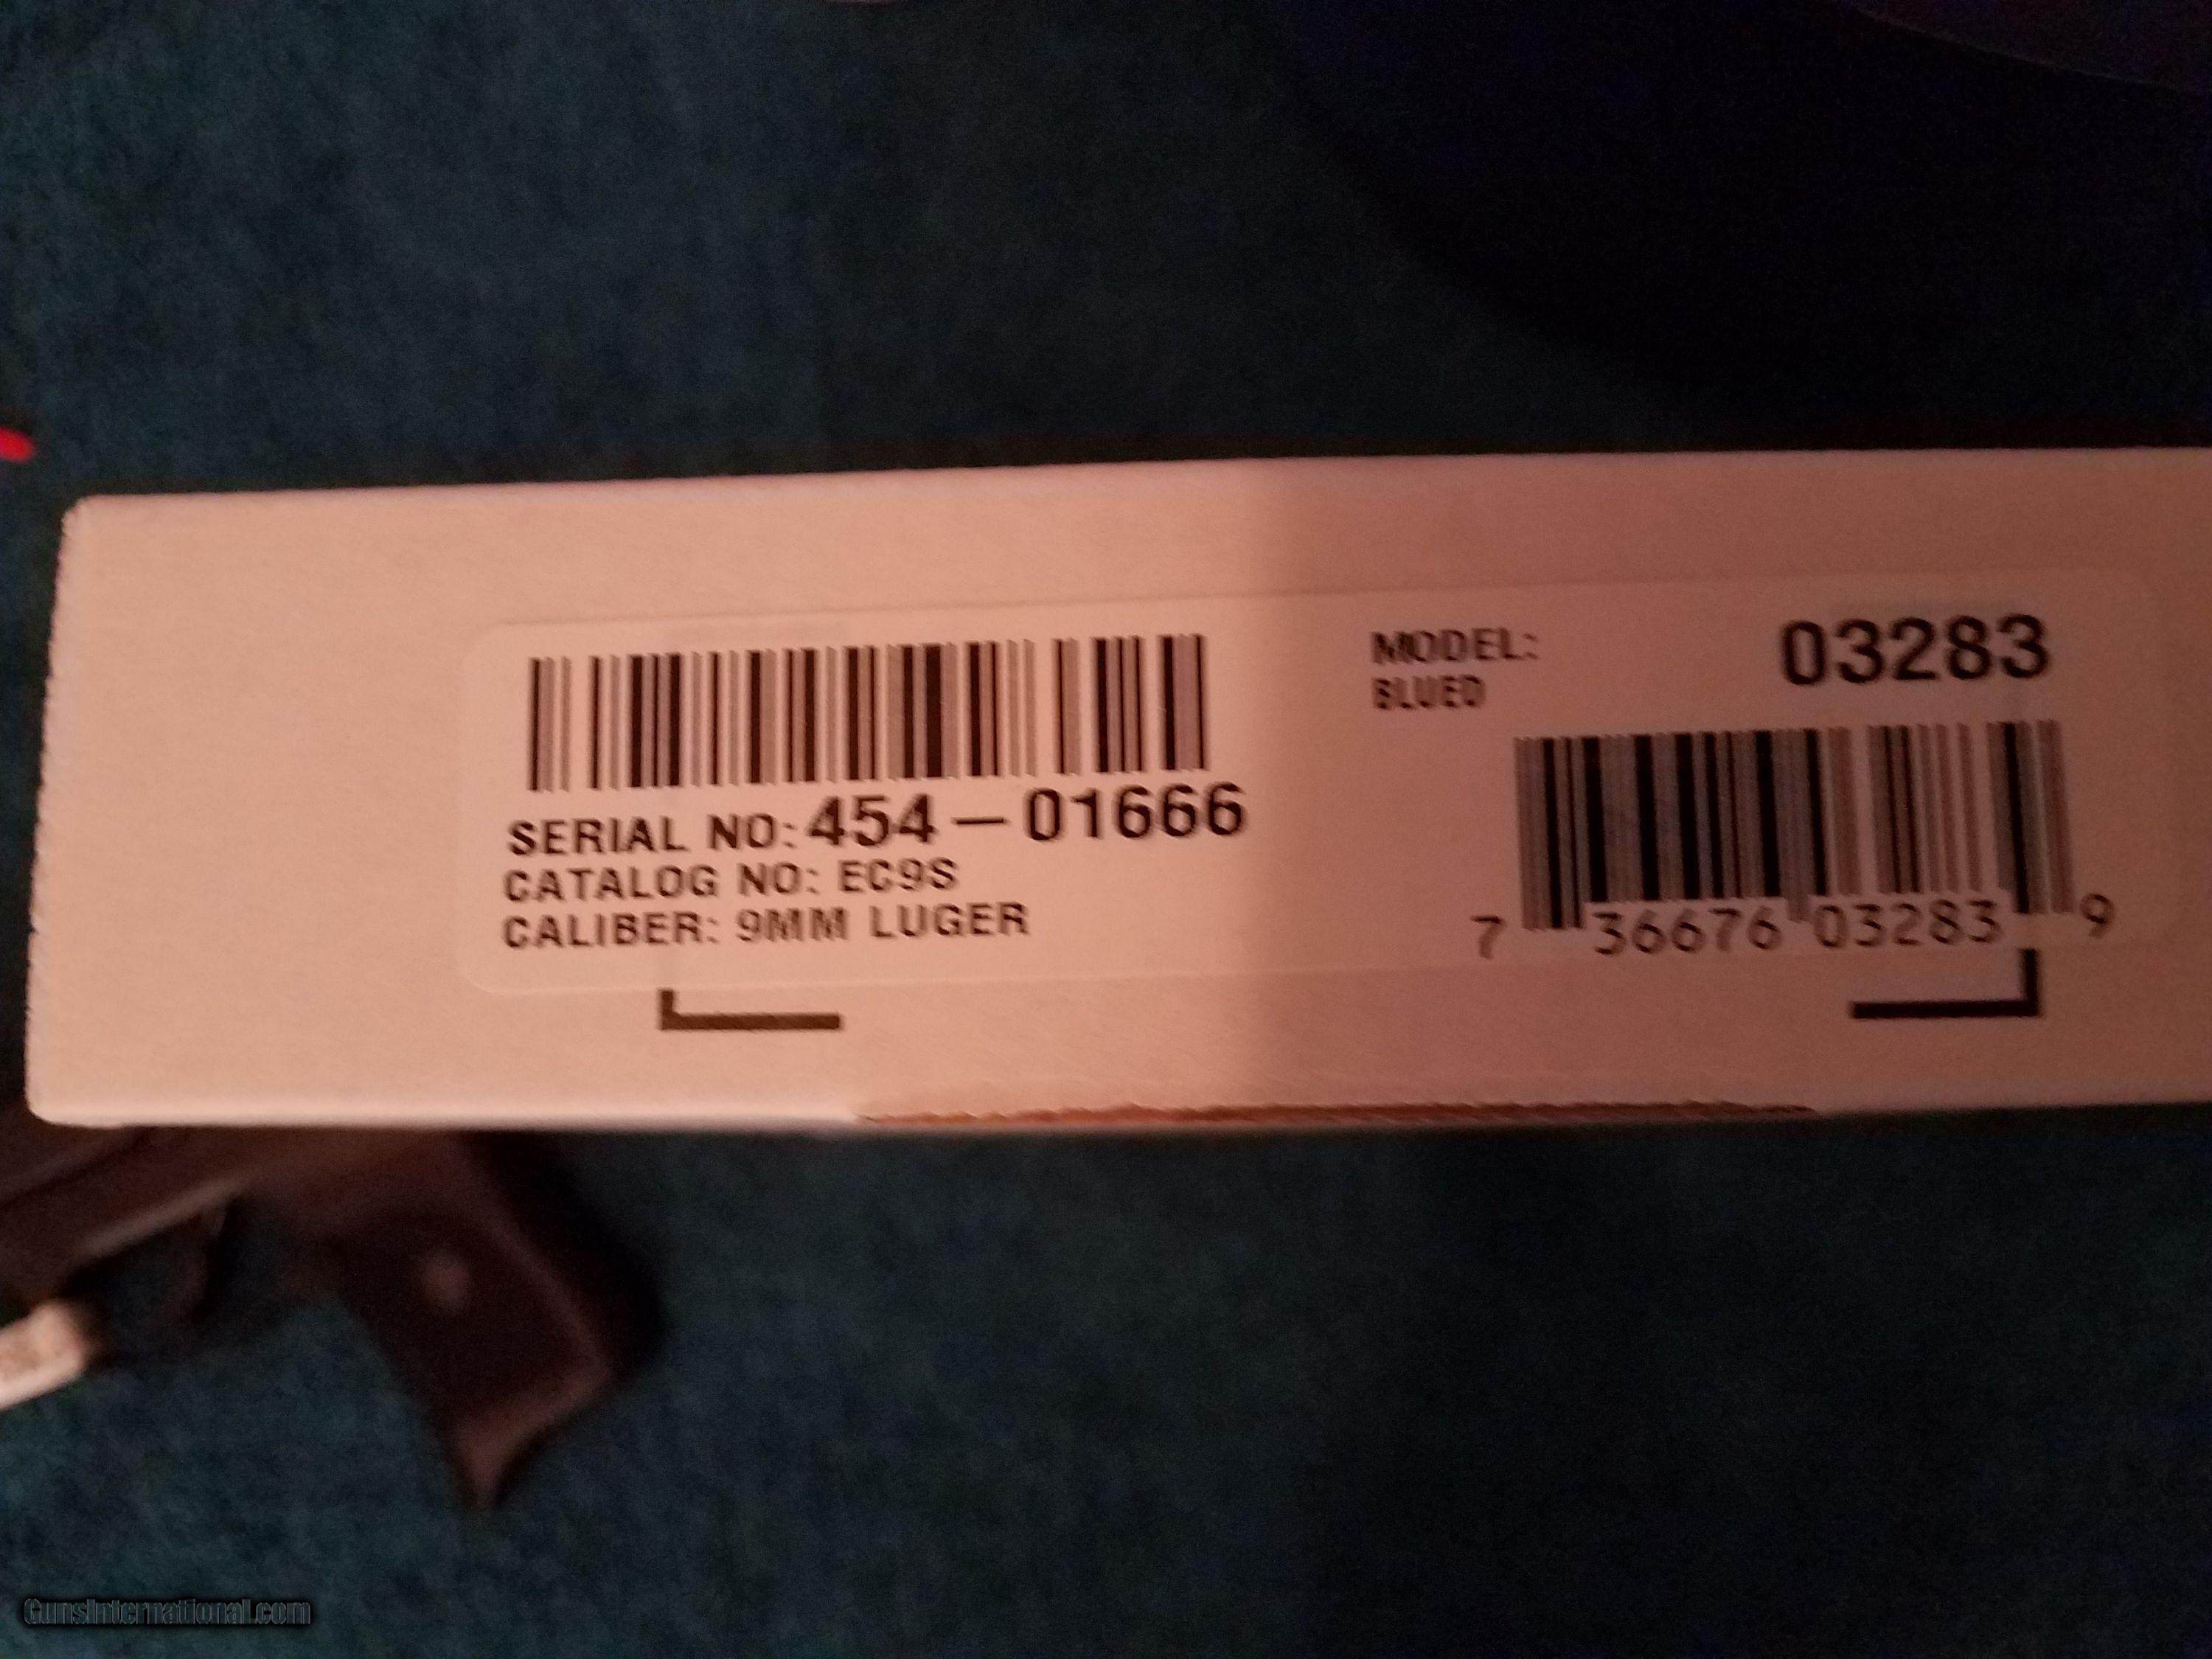 SERIAL NO: 454-01666
CATALOG NO: EC9S
CALIBER: 9MM LUGER
MODEL: 03283
BLUED
7 36676 03283 9
GunsInternational.com